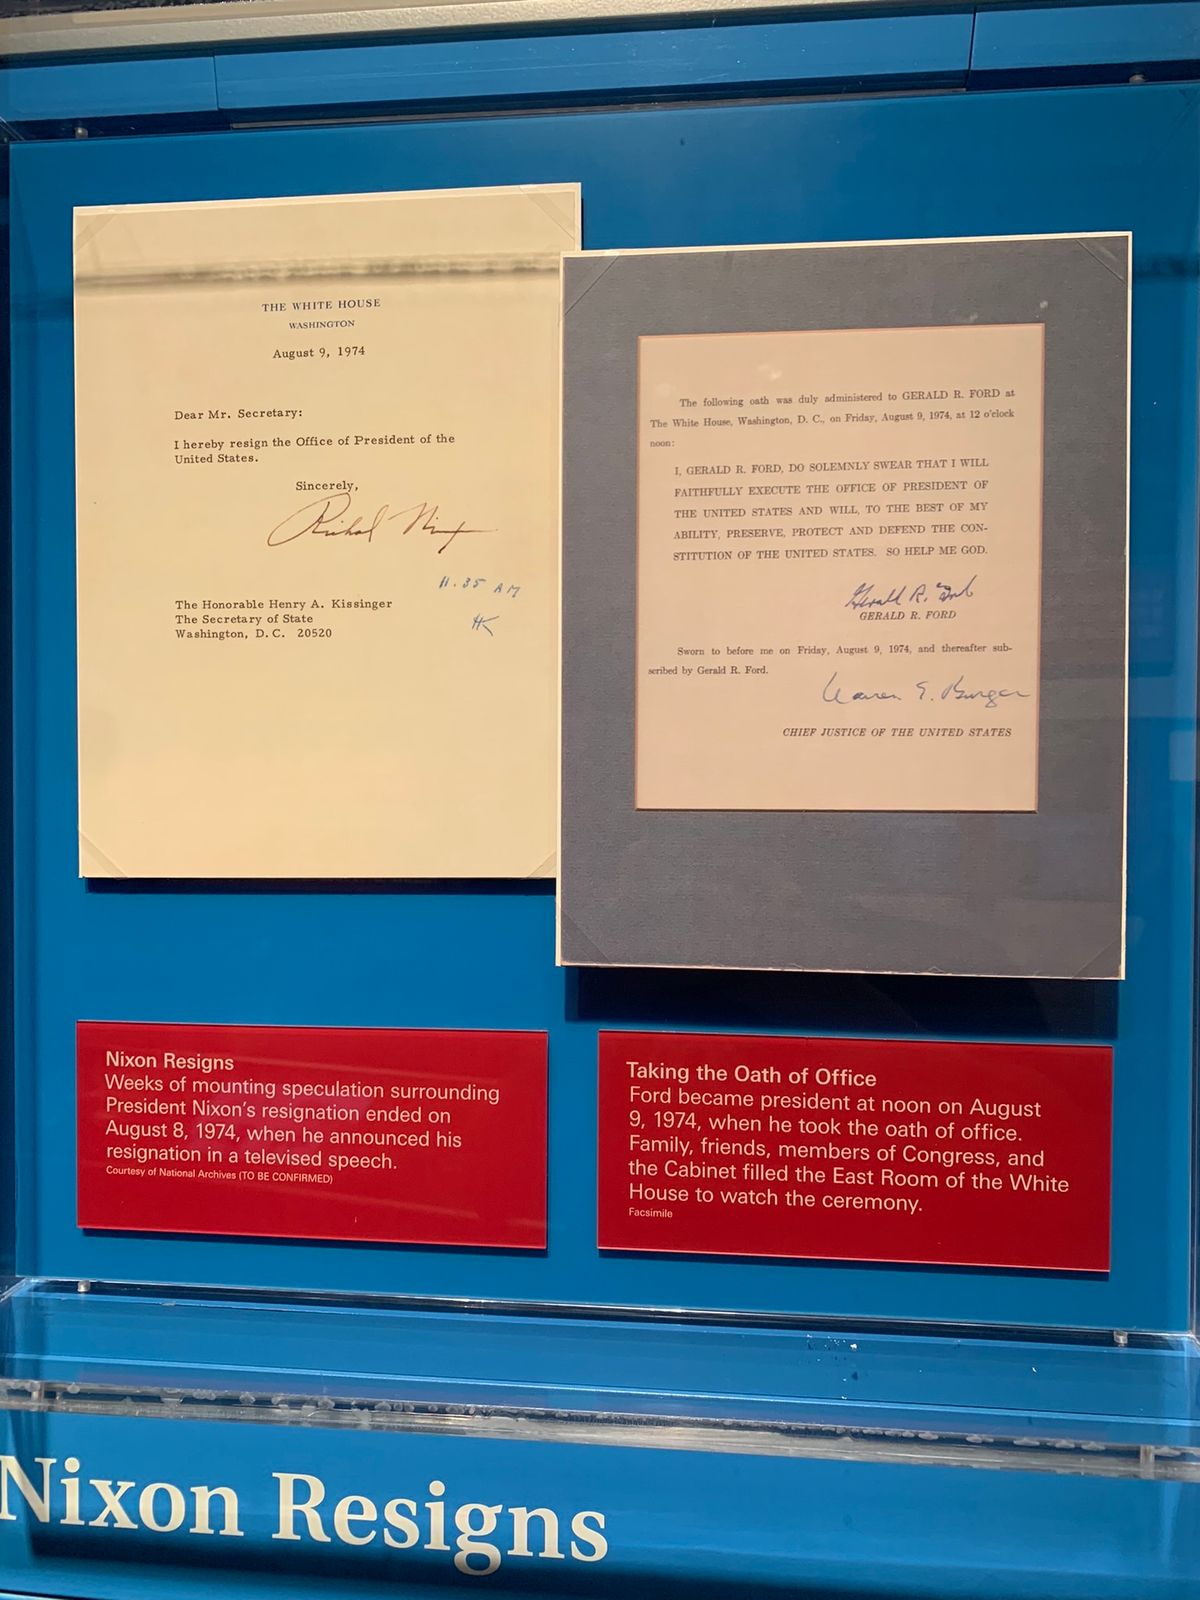 THE WHITE HOUSE
WASHINGTON
August 9, 1974
Dear Mr. Secretary:
I hereby resign the Office of President of the
United States.
Sincerely,
Richard Nixon
11.35 AM
HK
The Honorable Henry A. Kissinger
The Secretary of State
Washington, D.C. 20520
The following oath was duly administered to GERALD R. FORD at
The White House, Washington, D. C., on Friday, August 9, 1974, at 12 o'clock
noon:
I, GERALD R. FORD, DO SOLEMNLY SWEAR THAT I WILL
FAITHFULLY EXECUTE THE OFFICE OF PRESIDENT OF
THE UNITED STATES AND WILL, TO THE BEST OF MY
ABILITY, PRESERVE, PROTECT AND DEFEND THE CON-
STITUTION OF THE UNITED STATES. SO HELP ME GOD.
Gerald R. Ford
GERALD R. FORD
Sworn to before me on Friday, August 9, 1974, and thereafter sub-
scribed by Gerald R. Ford.
Warren E. Burger
CHIEF JUSTICE OF THE UNITED STATES
Nixon Resigns
Weeks of mounting speculation surrounding
President Nixon's resignation ended on
August 8, 1974, when he announced his
resignation in a televised speech.
Courtesy of National Archives (TO BE CONFIRMED)
Taking the Oath of Office
Ford became president at noon on August
9, 1974, when he took the oath of office.
Family, friends, members of Congress, and
the Cabinet filled the East Room of the White
House to watch the ceremony.
Facsimile
Nixon Resigns